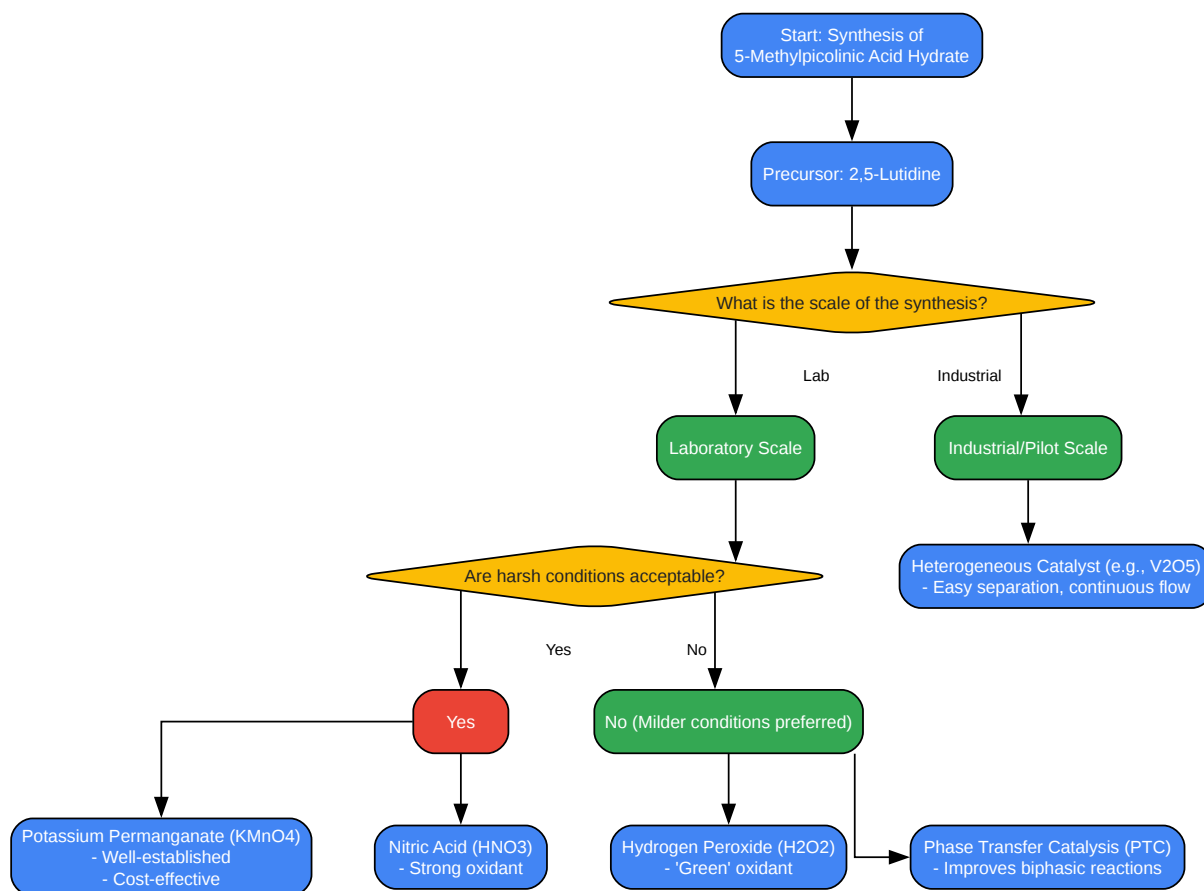 Start: Synthesis of
5-Methylpicolinic Acid Hydrate
Precursor: 2,5-Lutidine
What is the scale of the synthesis?
Lab
Industrial
Laboratory Scale
Industrial/Pilot Scale
Are harsh conditions acceptable?
Heterogeneous Catalyst (e.g., V2O5)
- Easy separation, continuous flow
Yes
No
Yes
No (Milder conditions preferred)
Potassium Permanganate (KMnO4)
- Well-established
- Cost-effective
Nitric Acid (HNO3)
- Strong oxidant
Hydrogen Peroxide (H2O2)
- 'Green' oxidant
Phase Transfer Catalysis (PTC)
- Improves biphasic reactions